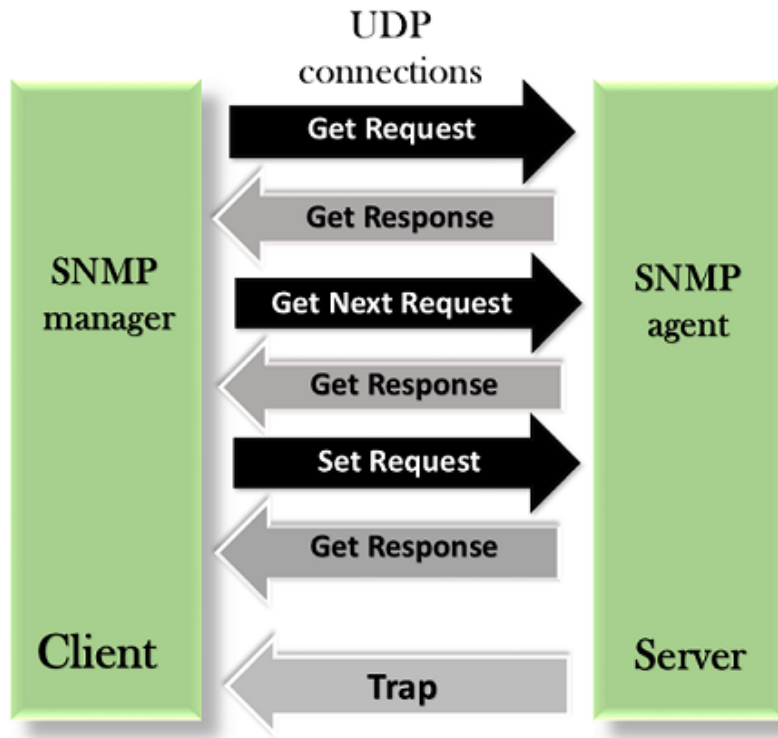 UDP
connections
Get Request
Get Response
SNMP
manager
Get Next Request
SNMP
agent
Get Response
Set Request
Get Response
Client
Trap
Server